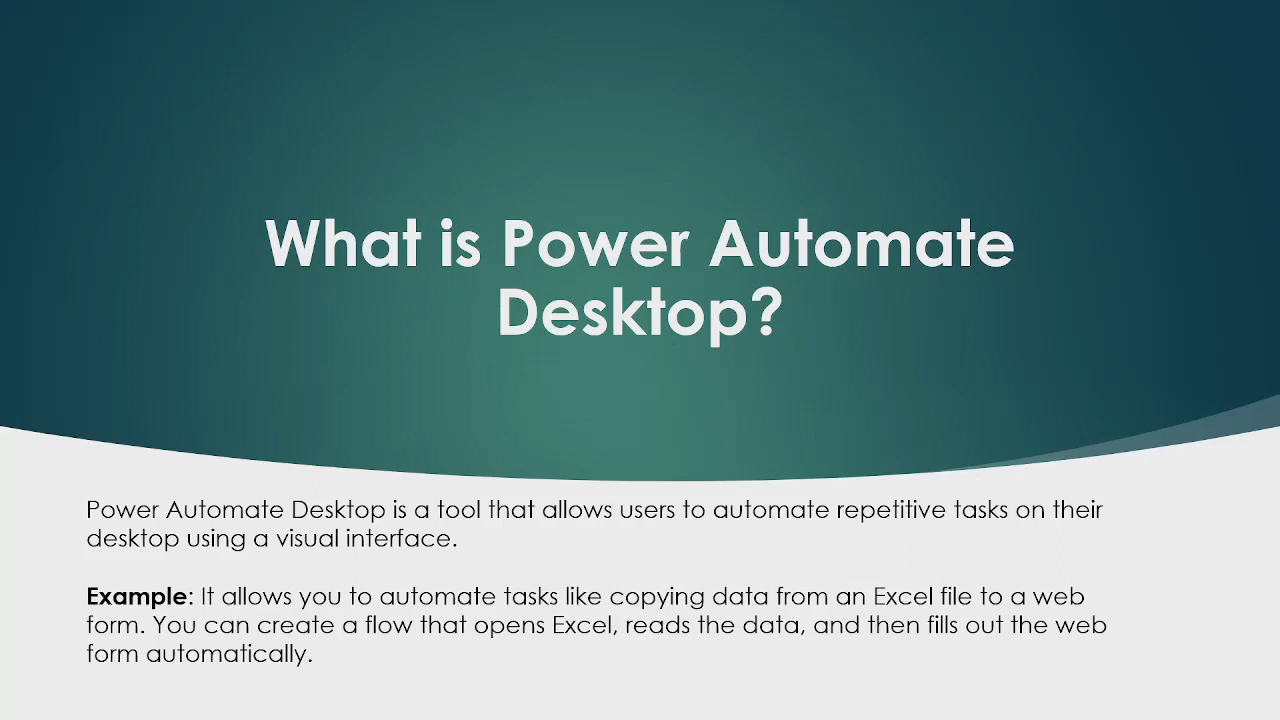 What is Power Automate
Desktop?
Power Automate Desktop is a tool that allows users to automate repetitive tasks on their
desktop using a visual interface.
Example: It allows you to automate tasks like copying data from an Excel file to a web
form. You can create a flow that opens Excel, reads the data, and then fills out the web
form automatically.